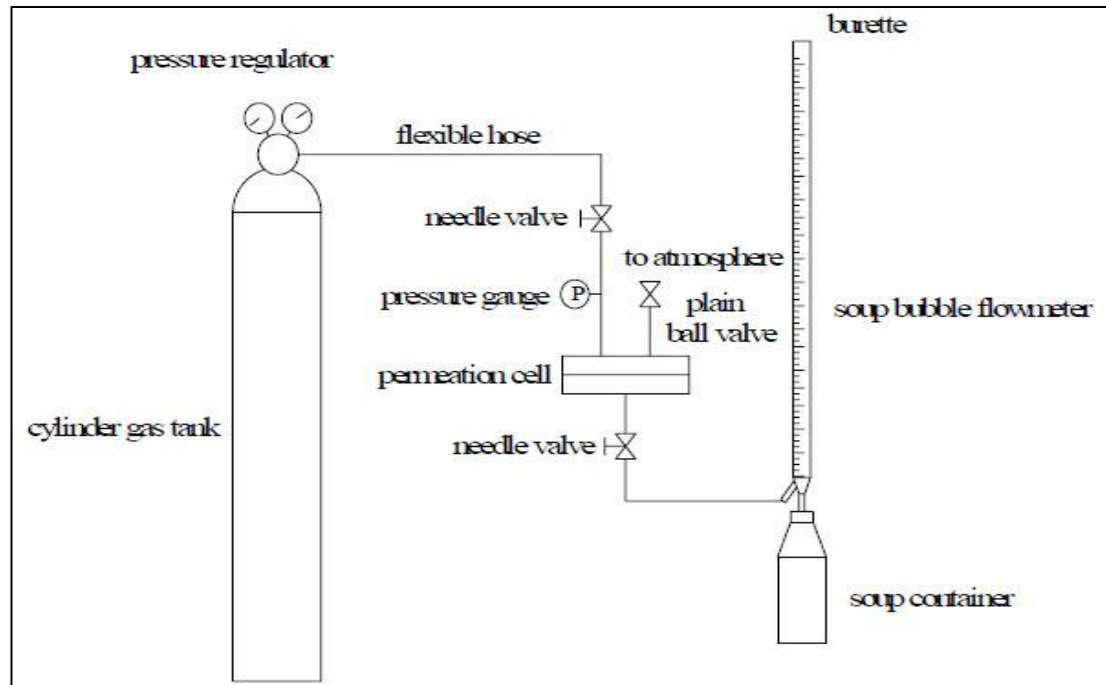 burette
pressure regulator
flexible hose
needle valve
to atmosphere
pressure gauge
P
plain
ball valve
soup bubble flowmeter
permeation cell
cylinder gas tank
needle valve
soup container